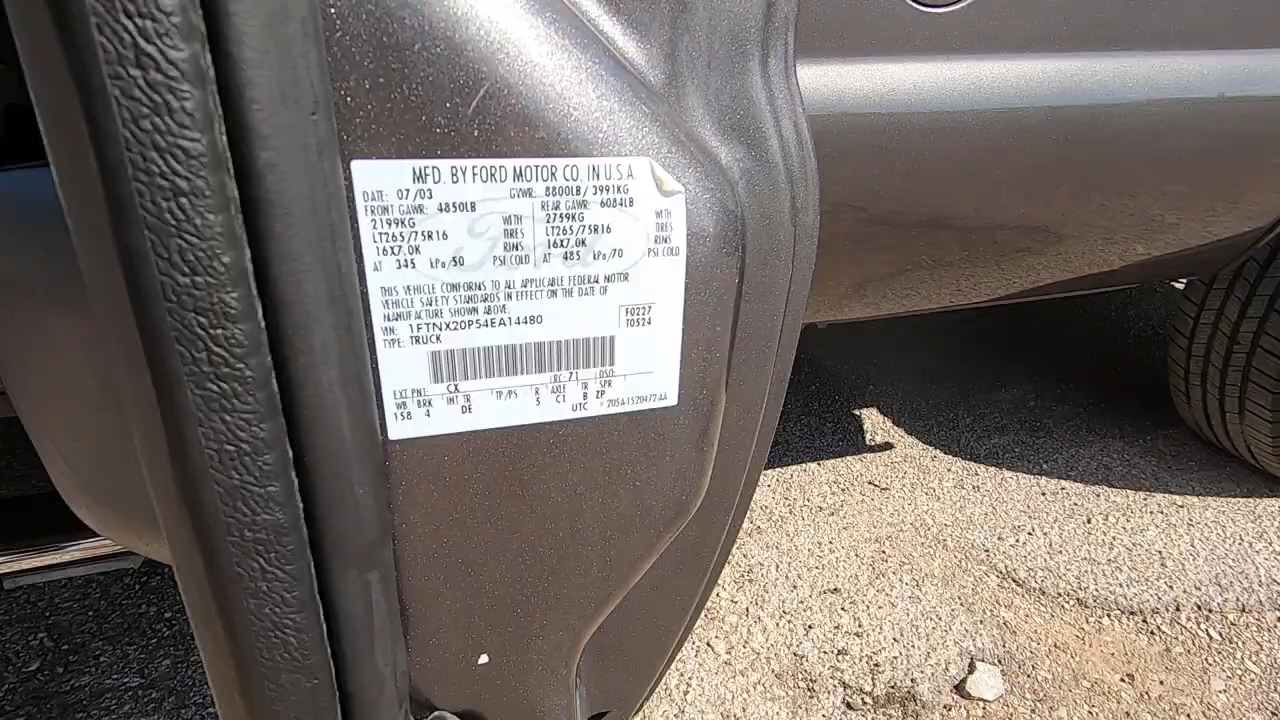 MFD. BY FORD MOTOR CO. IN U.S.A.
DATE: 07/03 GVWR: 8800LB/3991KG
FRONT GAWR: 4850LB REAR GAWR: 6084LB
2199KG WITH 2759KG WITH
LT265/75R16 TIRES LT265/75R16 TIRES
16X7.0K RIMS 16X7.0K RIMS
AT 345 kPa/50 PSI COLD AT 485 kPa/70 PSI COLD
Ford
THIS VEHICLE CONFORMS TO ALL APPLICABLE FEDERAL MOTOR
VEHICLE SAFETY STANDARDS IN EFFECT ON THE DATE OF
MANUFACTURE SHOWN ABOVE.
VIN: 1FTNX20P54EA14480 F0227
TYPE: TRUCK T0524
EXT PNT: CX RC: 71 DSO:
WB BRK INT TR TP/PS R AXLE TR SPR
158 4 DE 5 C1 B ZP
UTC